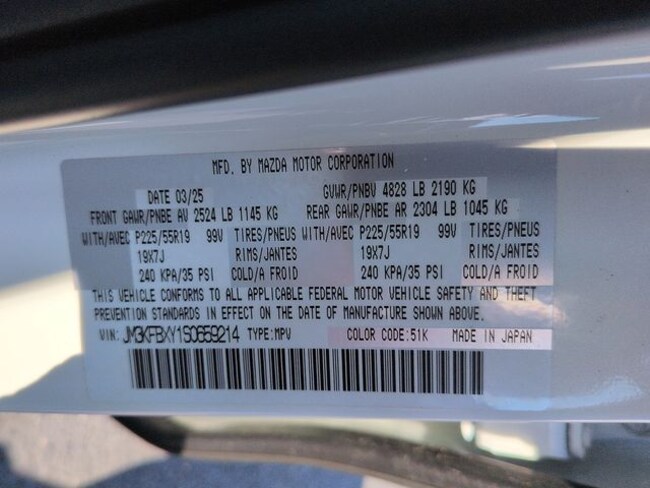 MFD. BY MAZDA MOTOR CORPORATION
DATE 03/25 GVWR/PNBV 4828 LB 2190 KG
FRONT GAWR/PNBE AV 2524 LB 1145 KG REAR GAWR/PNBE AR 2304 LB 1045 KG
WITH/AVEC P225/55R19 99V TIRES/PNEUS WITH/AVEC P225/55R19 99V TIRES/PNEUS
19X7J RIMS/JANTES 19X7J RIMS/JANTES
240 KPA/35 PSI COLD/A FROID 240 KPA/35 PSI COLD/A FROID
THIS VEHICLE CONFORMS TO ALL APPLICABLE FEDERAL MOTOR VEHICLE SAFETY AND THEFT
PREVENTION STANDARDS IN EFFECT ON THE DATE OF MANUFACTURE SHOWN ABOVE.
VIN: JM3KFBXY1S0659214 TYPE:MPV COLOR CODE:51K MADE IN JAPAN